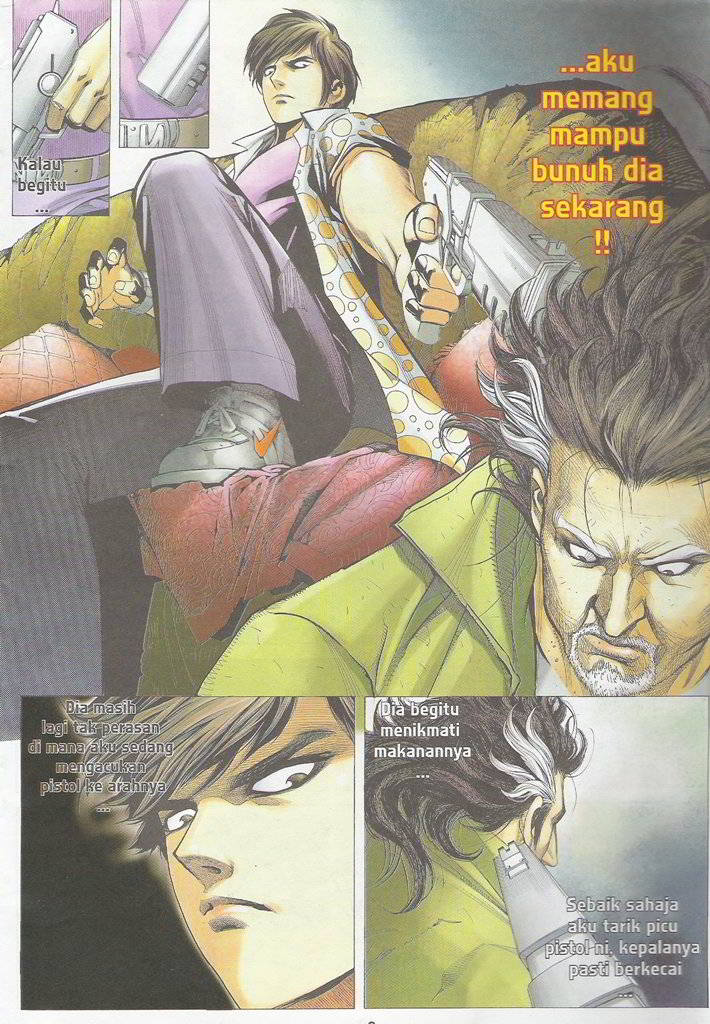 Kalau
begitu
...
...aku
memang
mampu
bunuh dia
sekarang
!!
Dia masih
lagi tak perasan
di mana aku sedang
mengacukan
pistol ke arahnya
...
Dia begitu
menikmati
makanannya
...
Sebaik sahaja
aku tarik picu
pistol ni, kepalanya
pasti berkecai
...